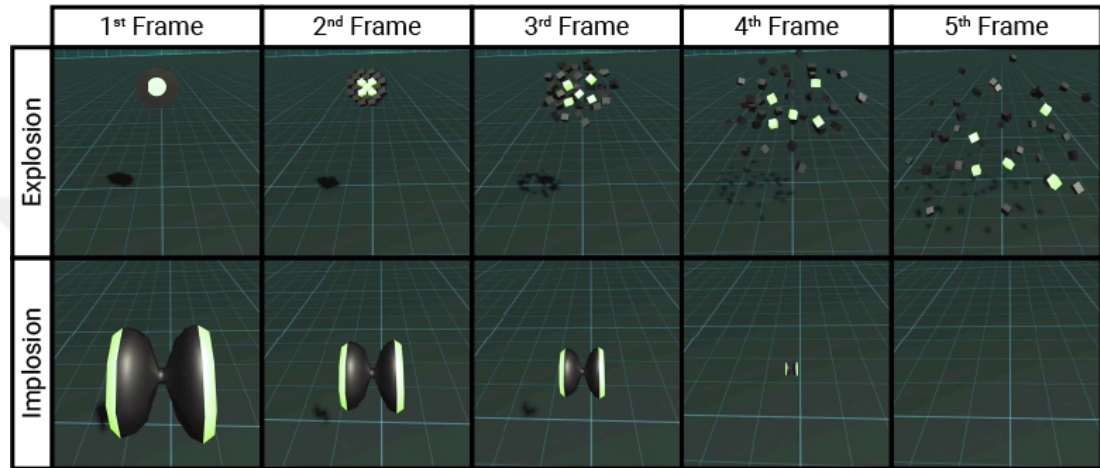 1st Frame
2nd Frame
3rd Frame
4th Frame
5th Frame
Explosion
Implosion